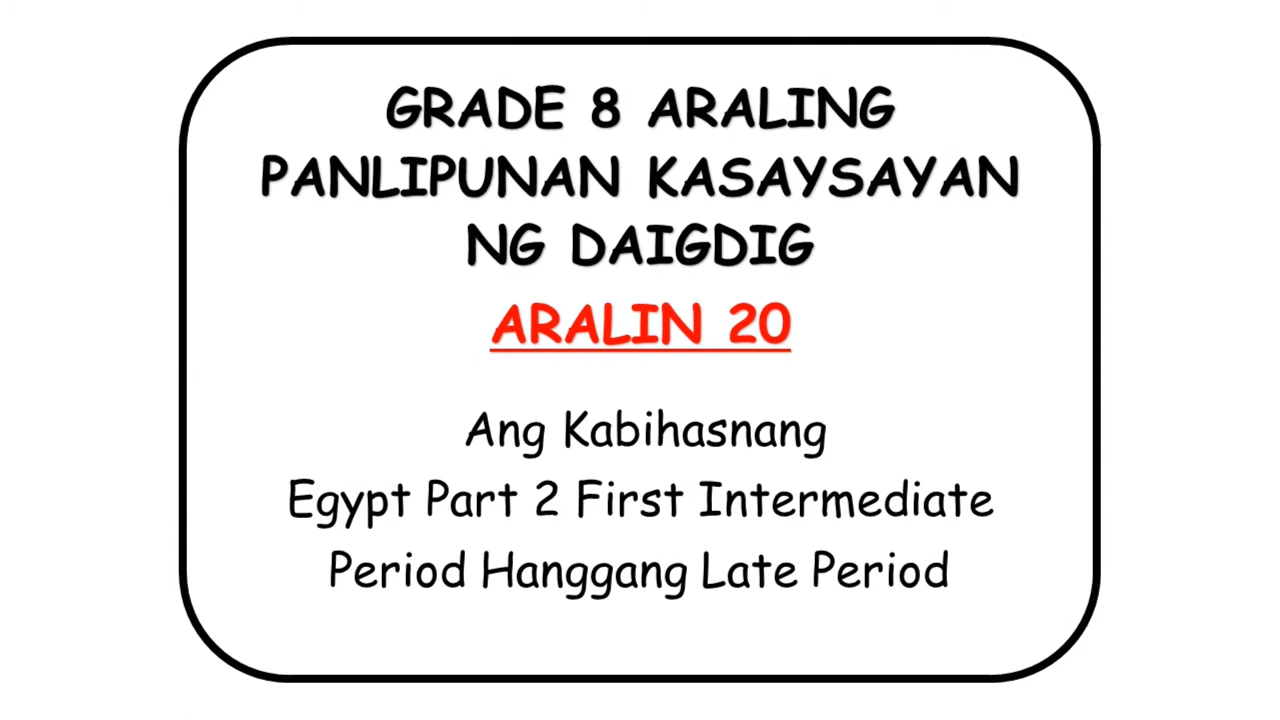 GRADE 8 ARALING
PANLIPUNAN KASAYSAYAN
NG DAIGDIG
ARALIN 20
Ang Kabihasnang
Egypt Part 2 First Intermediate
Period Hanggang Late Period